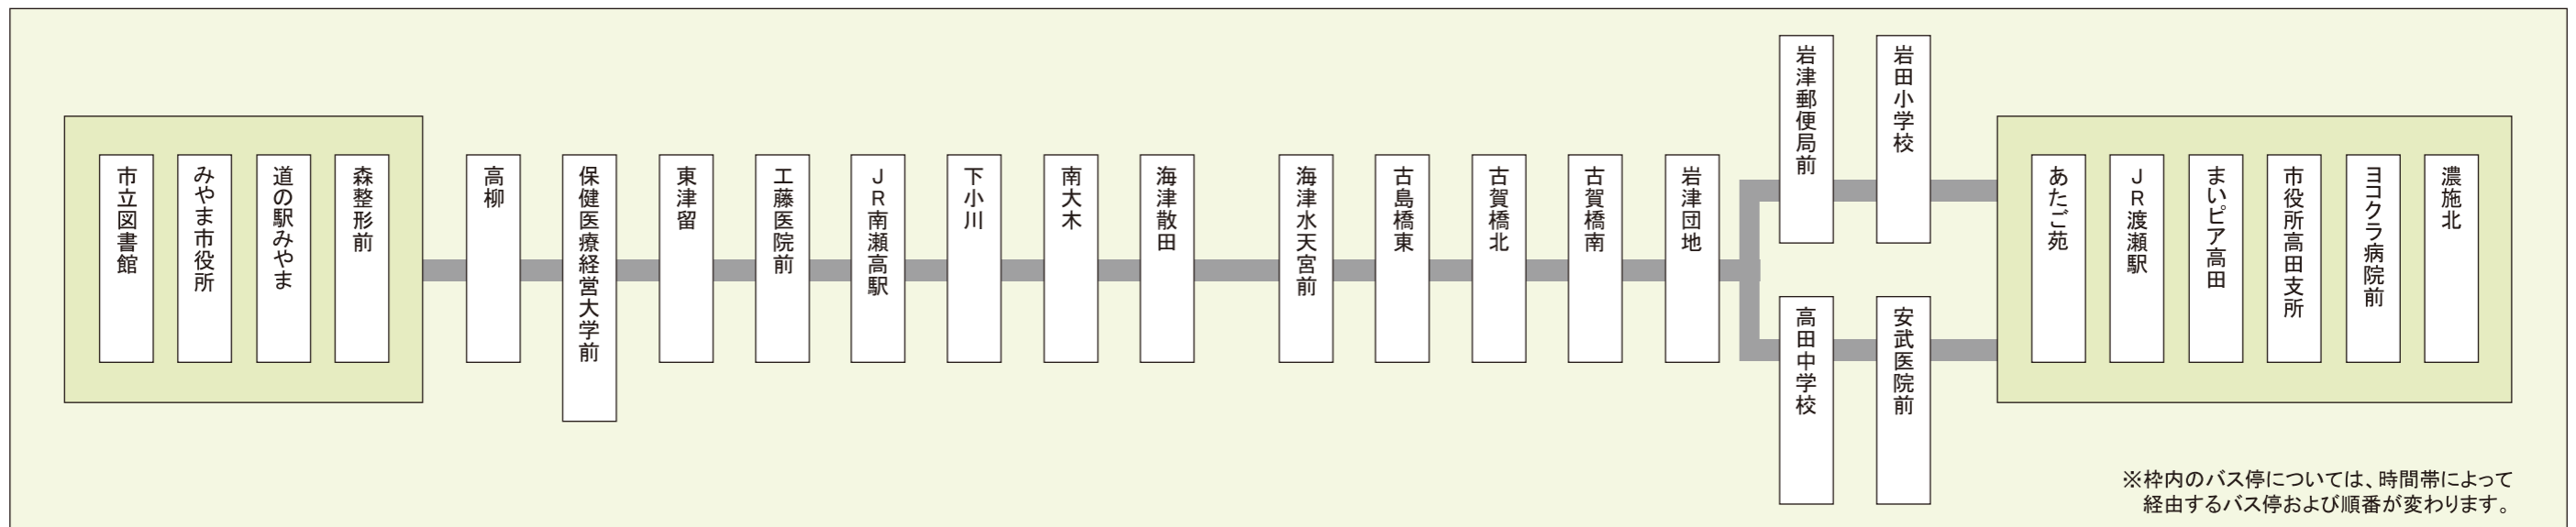 市立図書館
みやま市役所
道の駅みやま
森整形前
高柳
保健医療経営大学前
東津留
工藤医院前
JR南瀬高駅
下小川
南大木
海津散田
海津水天宮前
古島橋東
古賀橋北
古賀橋南
岩津団地
岩津郵便局前
岩田小学校
高田中学校
安武医院前
あたご苑
JR渡瀬駅
まいピア高田
市役所高田支所
ヨコクラ病院前
濃施北
※枠内のバス停については、時間帯によって
経由するバス停および順番が変わります。